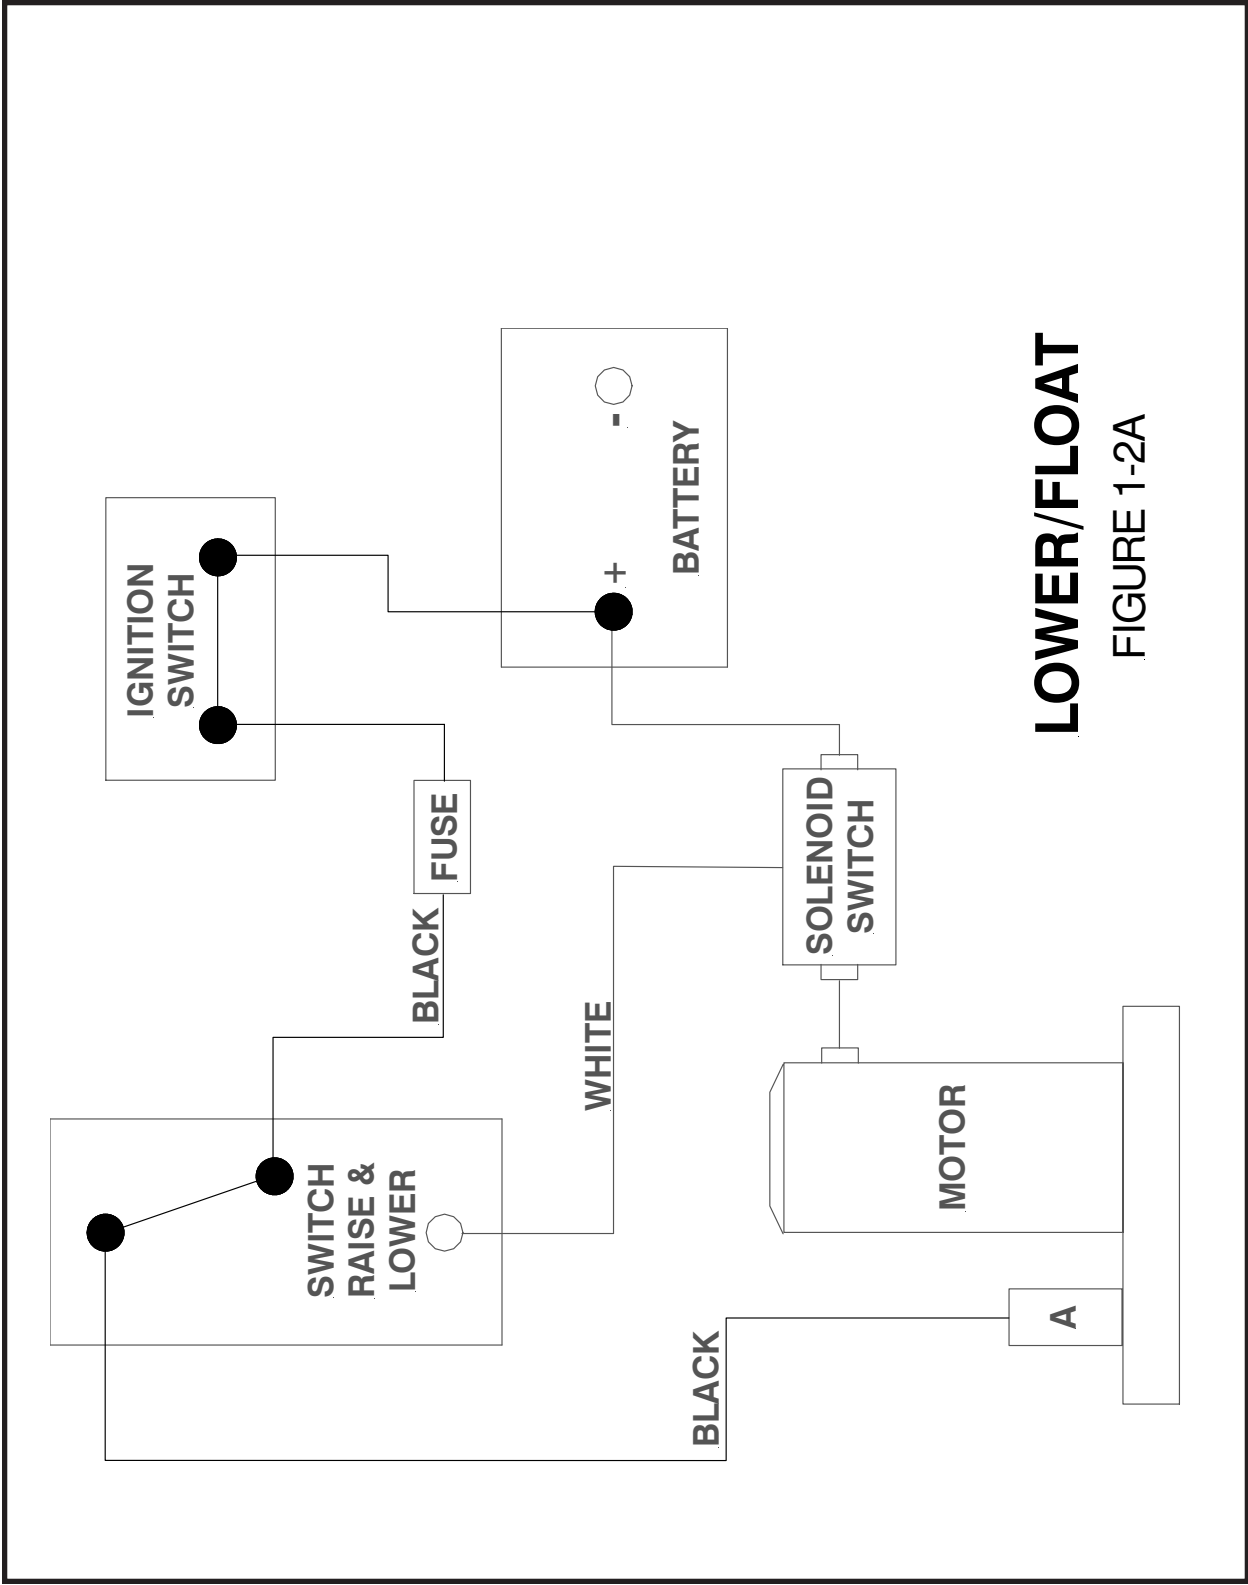 SWITCH
RAISE &
LOWER
BLACK
FUSE
IGNITION
SWITCH
BLACK
WHITE
+
-
BATTERY
A
MOTOR
SOLENOID
SWITCH
LOWER/FLOAT
FIGURE 1-2A